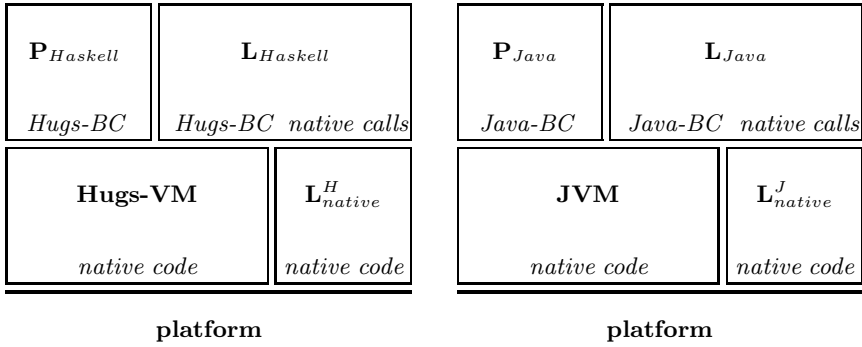 P_Haskell L_Haskell P_Java L_Java
Hugs-BC Hugs-BC native calls Java-BC Java-BC native calls
Hugs-VM L^H_native JVM L^J_native
native code native code native code native code
platform platform